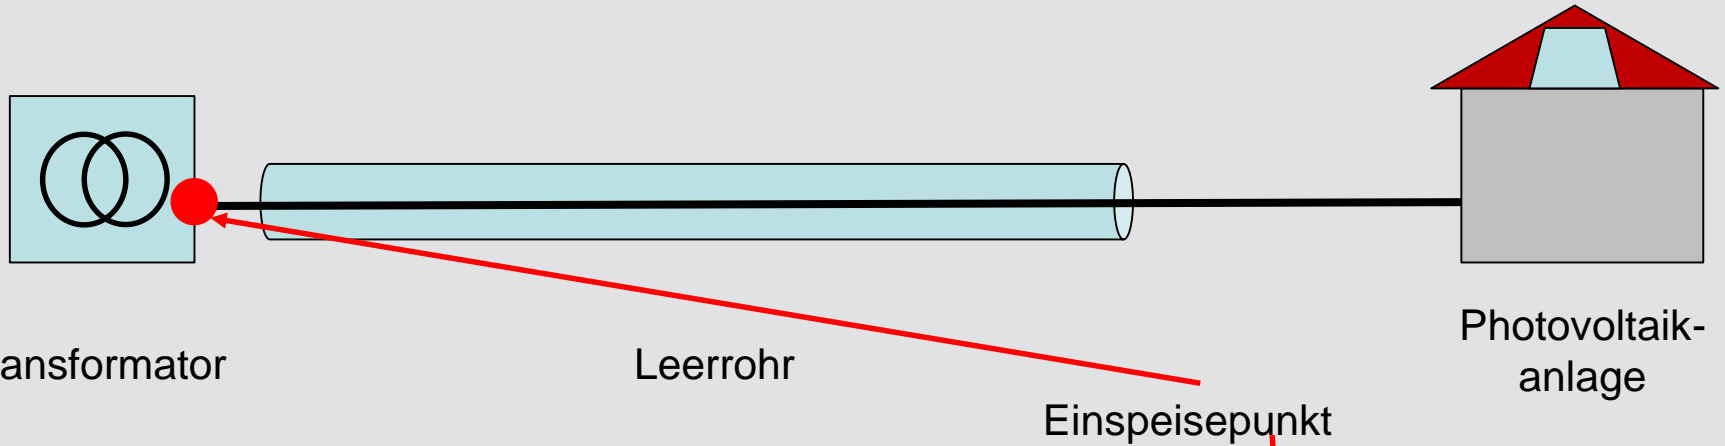 ansformator
Leerrohr
Photovoltaik-
anlage
Einspeisepunkt